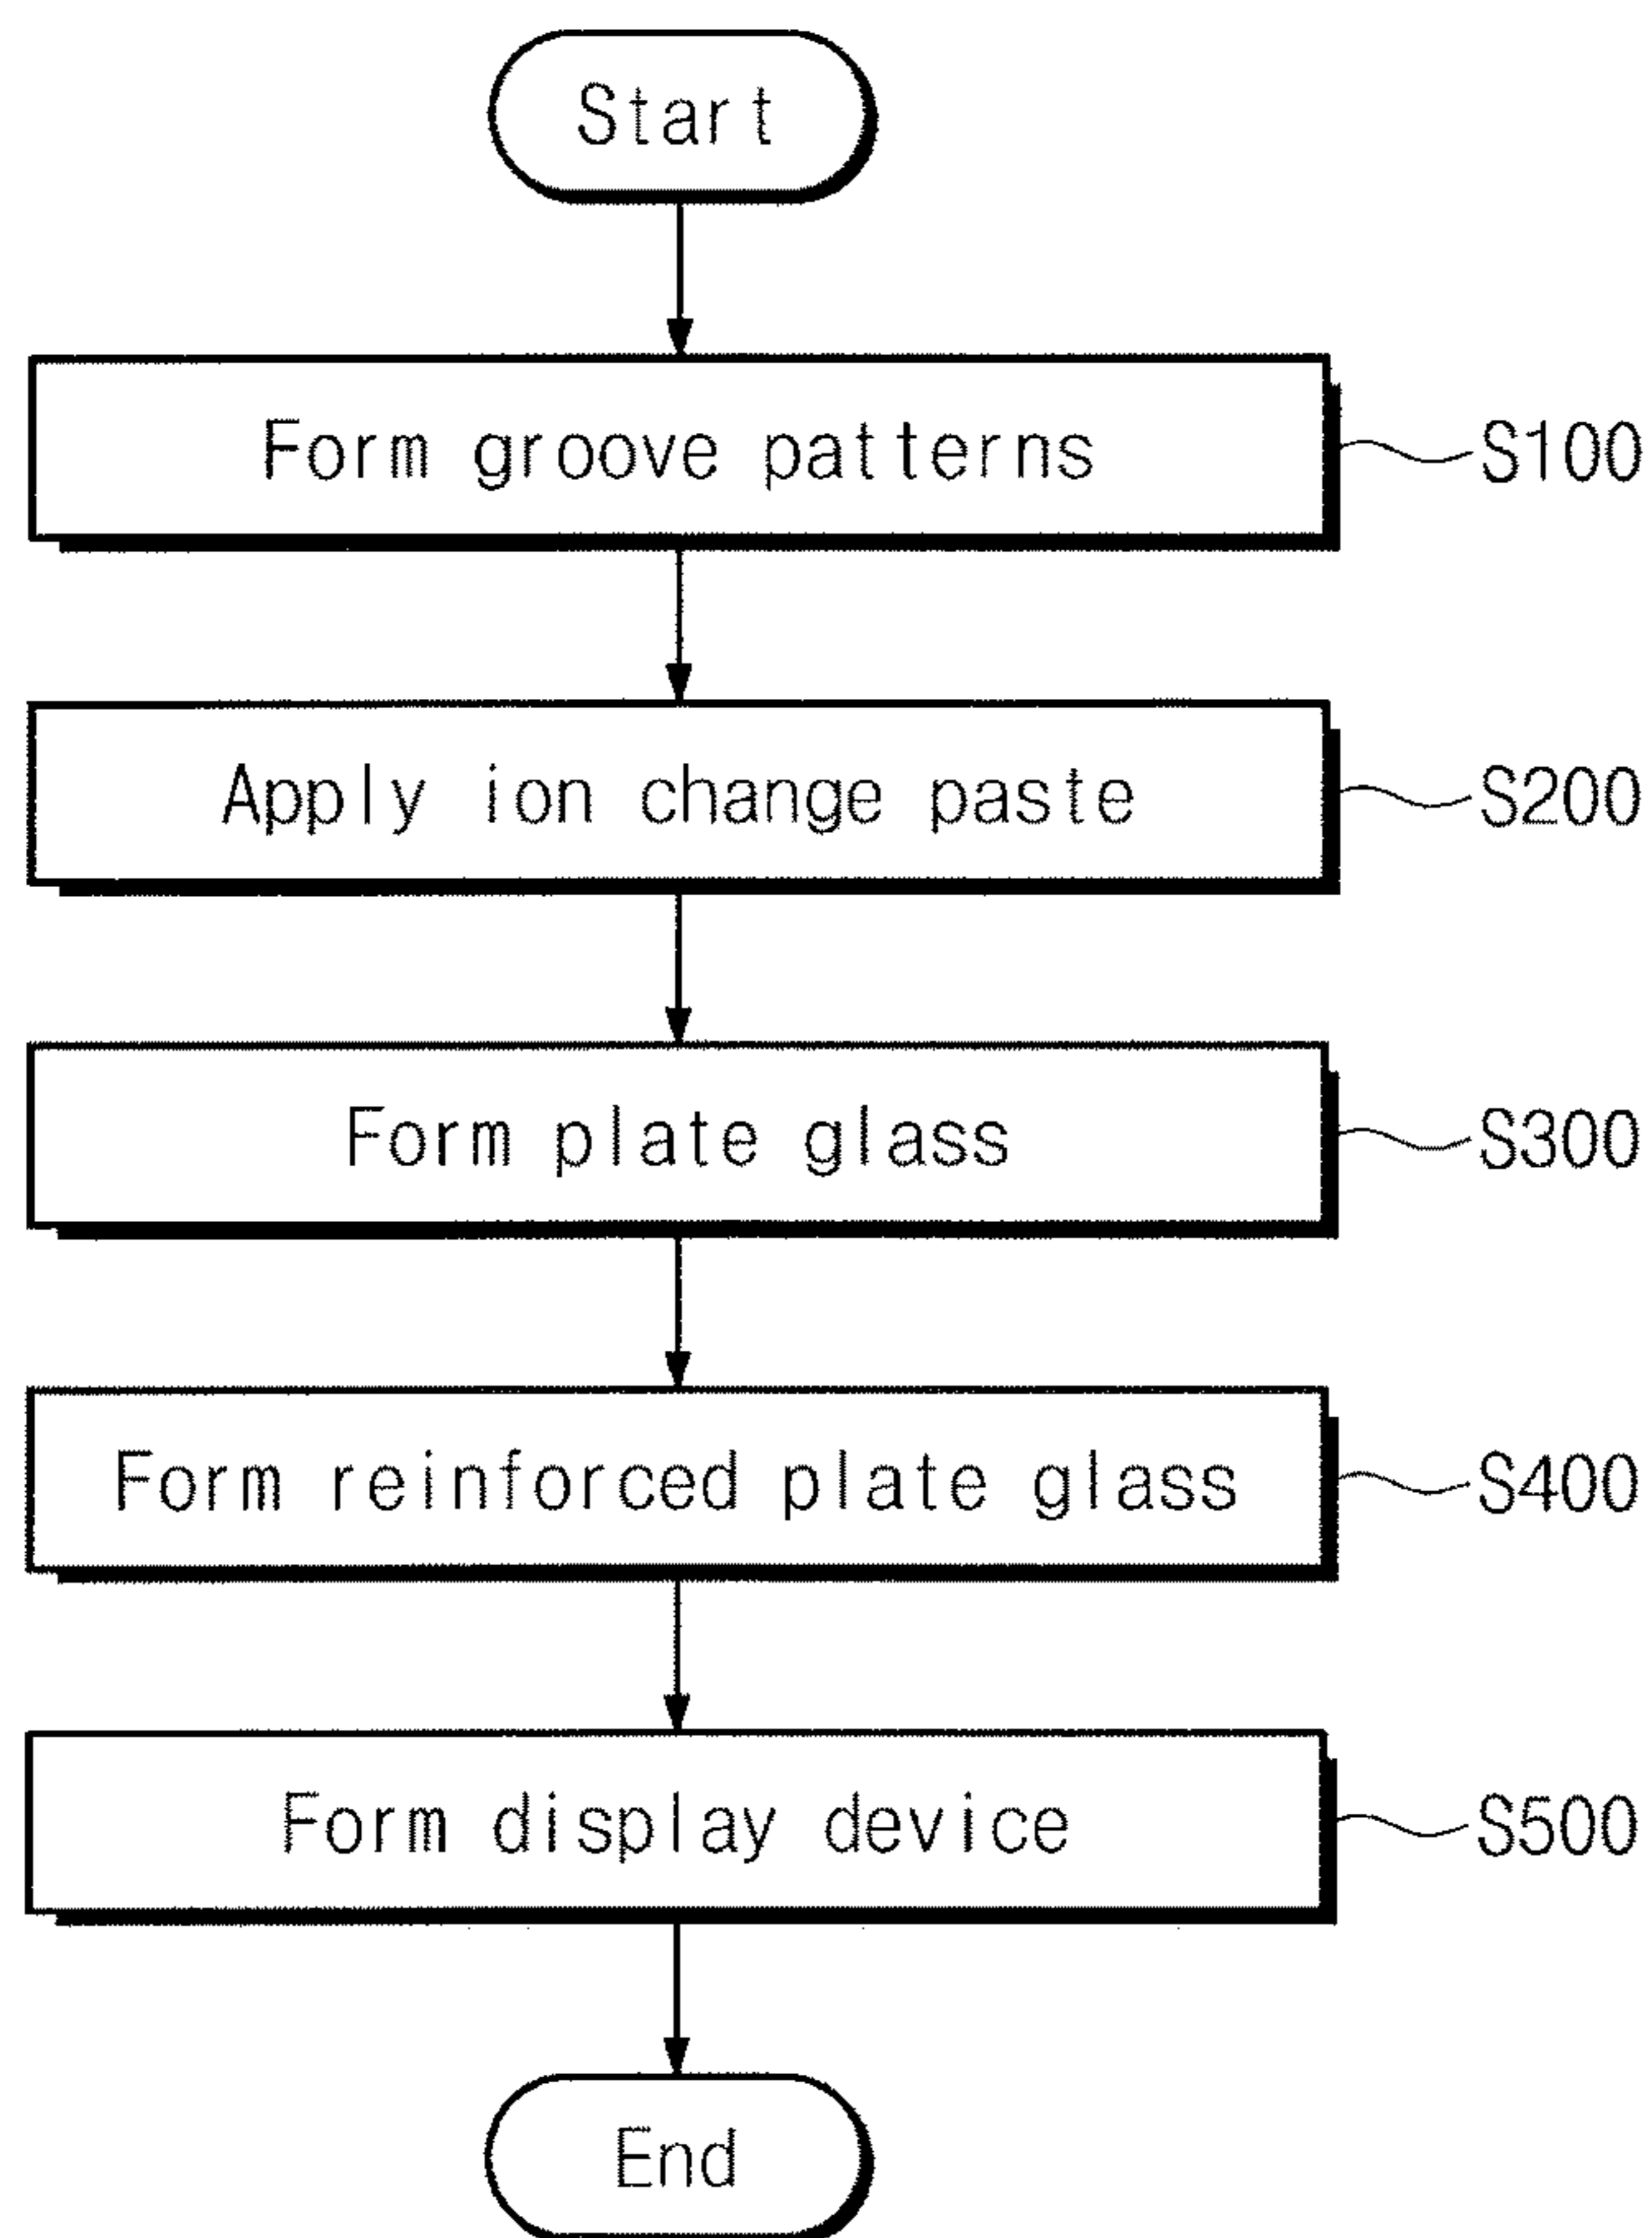 Start
Form groove patterns
S100
Apply ion change paste
S200
Form plate glass
S300
Form reinforced plate glass
S400
Form display device
S500
End